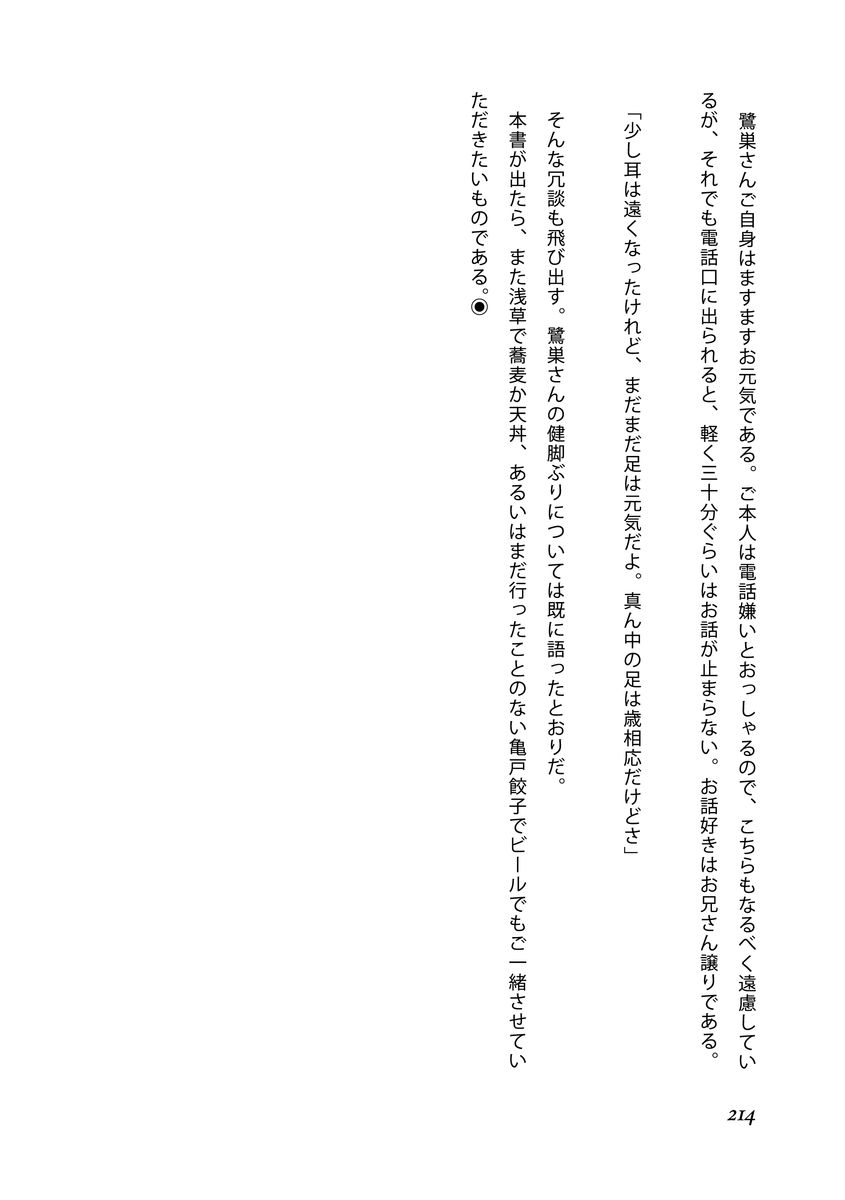 鷺巣さんご自身はますますお元気である。ご本人は電話嫌いとおっしゃるので、こちらもなるべく遠慮してい
るが、それでも電話口に出られると、軽く三十分ぐらいはお話が止まらない。お話好きはお兄さん譲りである。
「少し耳は遠くなったけれど、まだまだ足は元気だよ。真ん中の足は歳相応だけどさ」
　そんな冗談も飛び出す。鷺巣さんの健脚ぶりについては既に語ったとおりだ。
　本書が出たら、また浅草で蕎麦か天丼、あるいはまだ行ったことのない亀戸餃子でビールでもご一緒させてい
ただきたいものである。◉
214